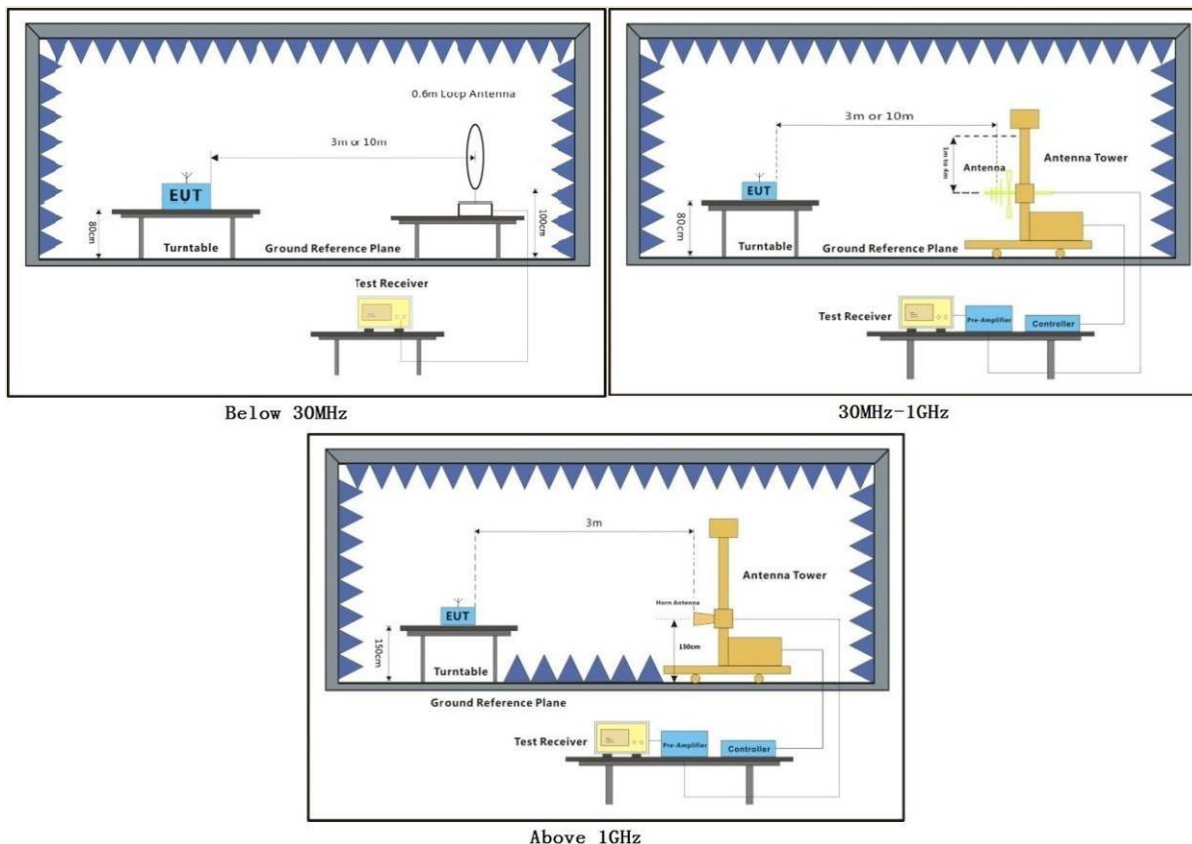 0.6m Loop Antenna
3m or 10m
EUT
80cm
100cm
Turntable
Ground Reference Plane
Test Receiver
Below 30MHz
3m or 10m
1m to 4m
Antenna
Antenna Tower
EUT
80cm
Turntable
Ground Reference Plane
Test Receiver
Pre-Amplifier
Controller
30MHz-1GHz
3m
Antenna Tower
Horn Antenna
EUT
150cm
150cm
Turntable
Ground Reference Plane
Test Receiver
Pre-Amplifier
Controller
Above 1GHz